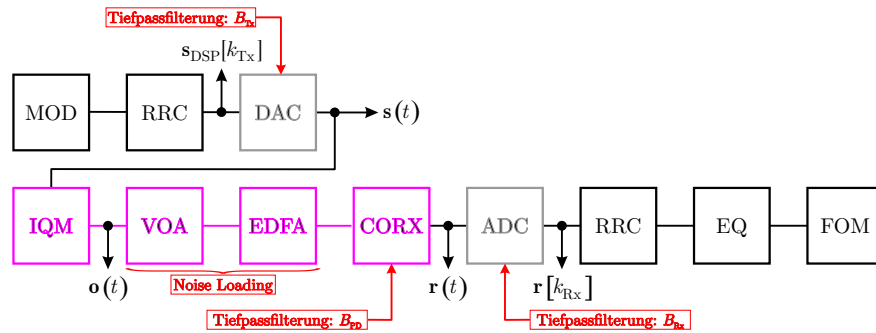 Tiefpassfilterung: B_Tx
s_DSP[k_Tx]
MOD RRC DAC s(t)
IQM VOA EDFA CORX ADC RRC EQ FOM
o(t) Noise Loading r(t) r[k_Rx]
Tiefpassfilterung: B_PD Tiefpassfilterung: B_Rx